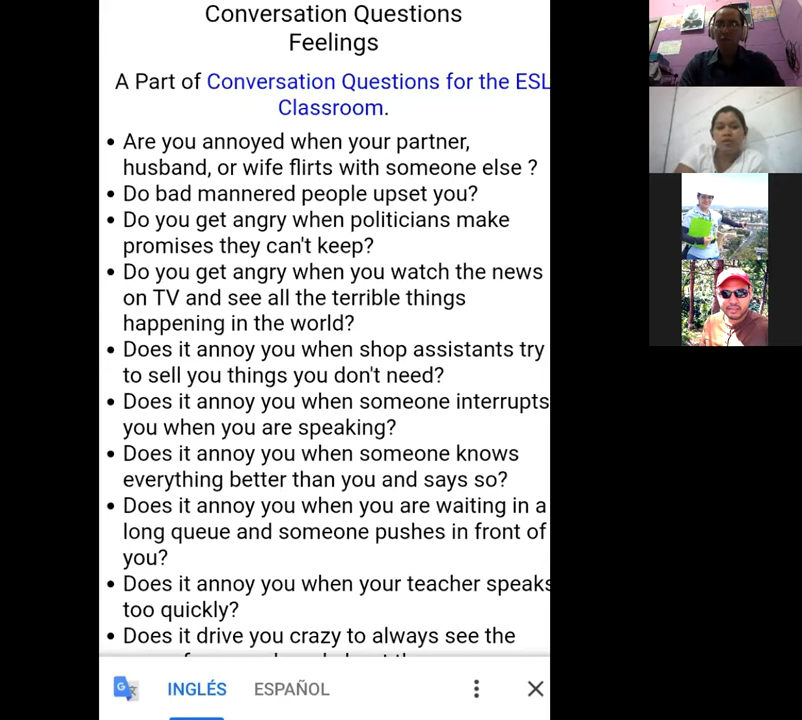 Conversation Questions
Feelings
A Part of Conversation Questions for the ESL
Classroom.
• Are you annoyed when your partner,
husband, or wife flirts with someone else ?
• Do bad mannered people upset you?
• Do you get angry when politicians make
promises they can't keep?
• Do you get angry when you watch the news
on TV and see all the terrible things
happening in the world?
• Does it annoy you when shop assistants try
to sell you things you don't need?
• Does it annoy you when someone interrupts
you when you are speaking?
• Does it annoy you when someone knows
everything better than you and says so?
• Does it annoy you when you are waiting in a
long queue and someone pushes in front of
you?
• Does it annoy you when your teacher speaks
too quickly?
• Does it drive you crazy to always see the
INGLÉS ESPAÑOL